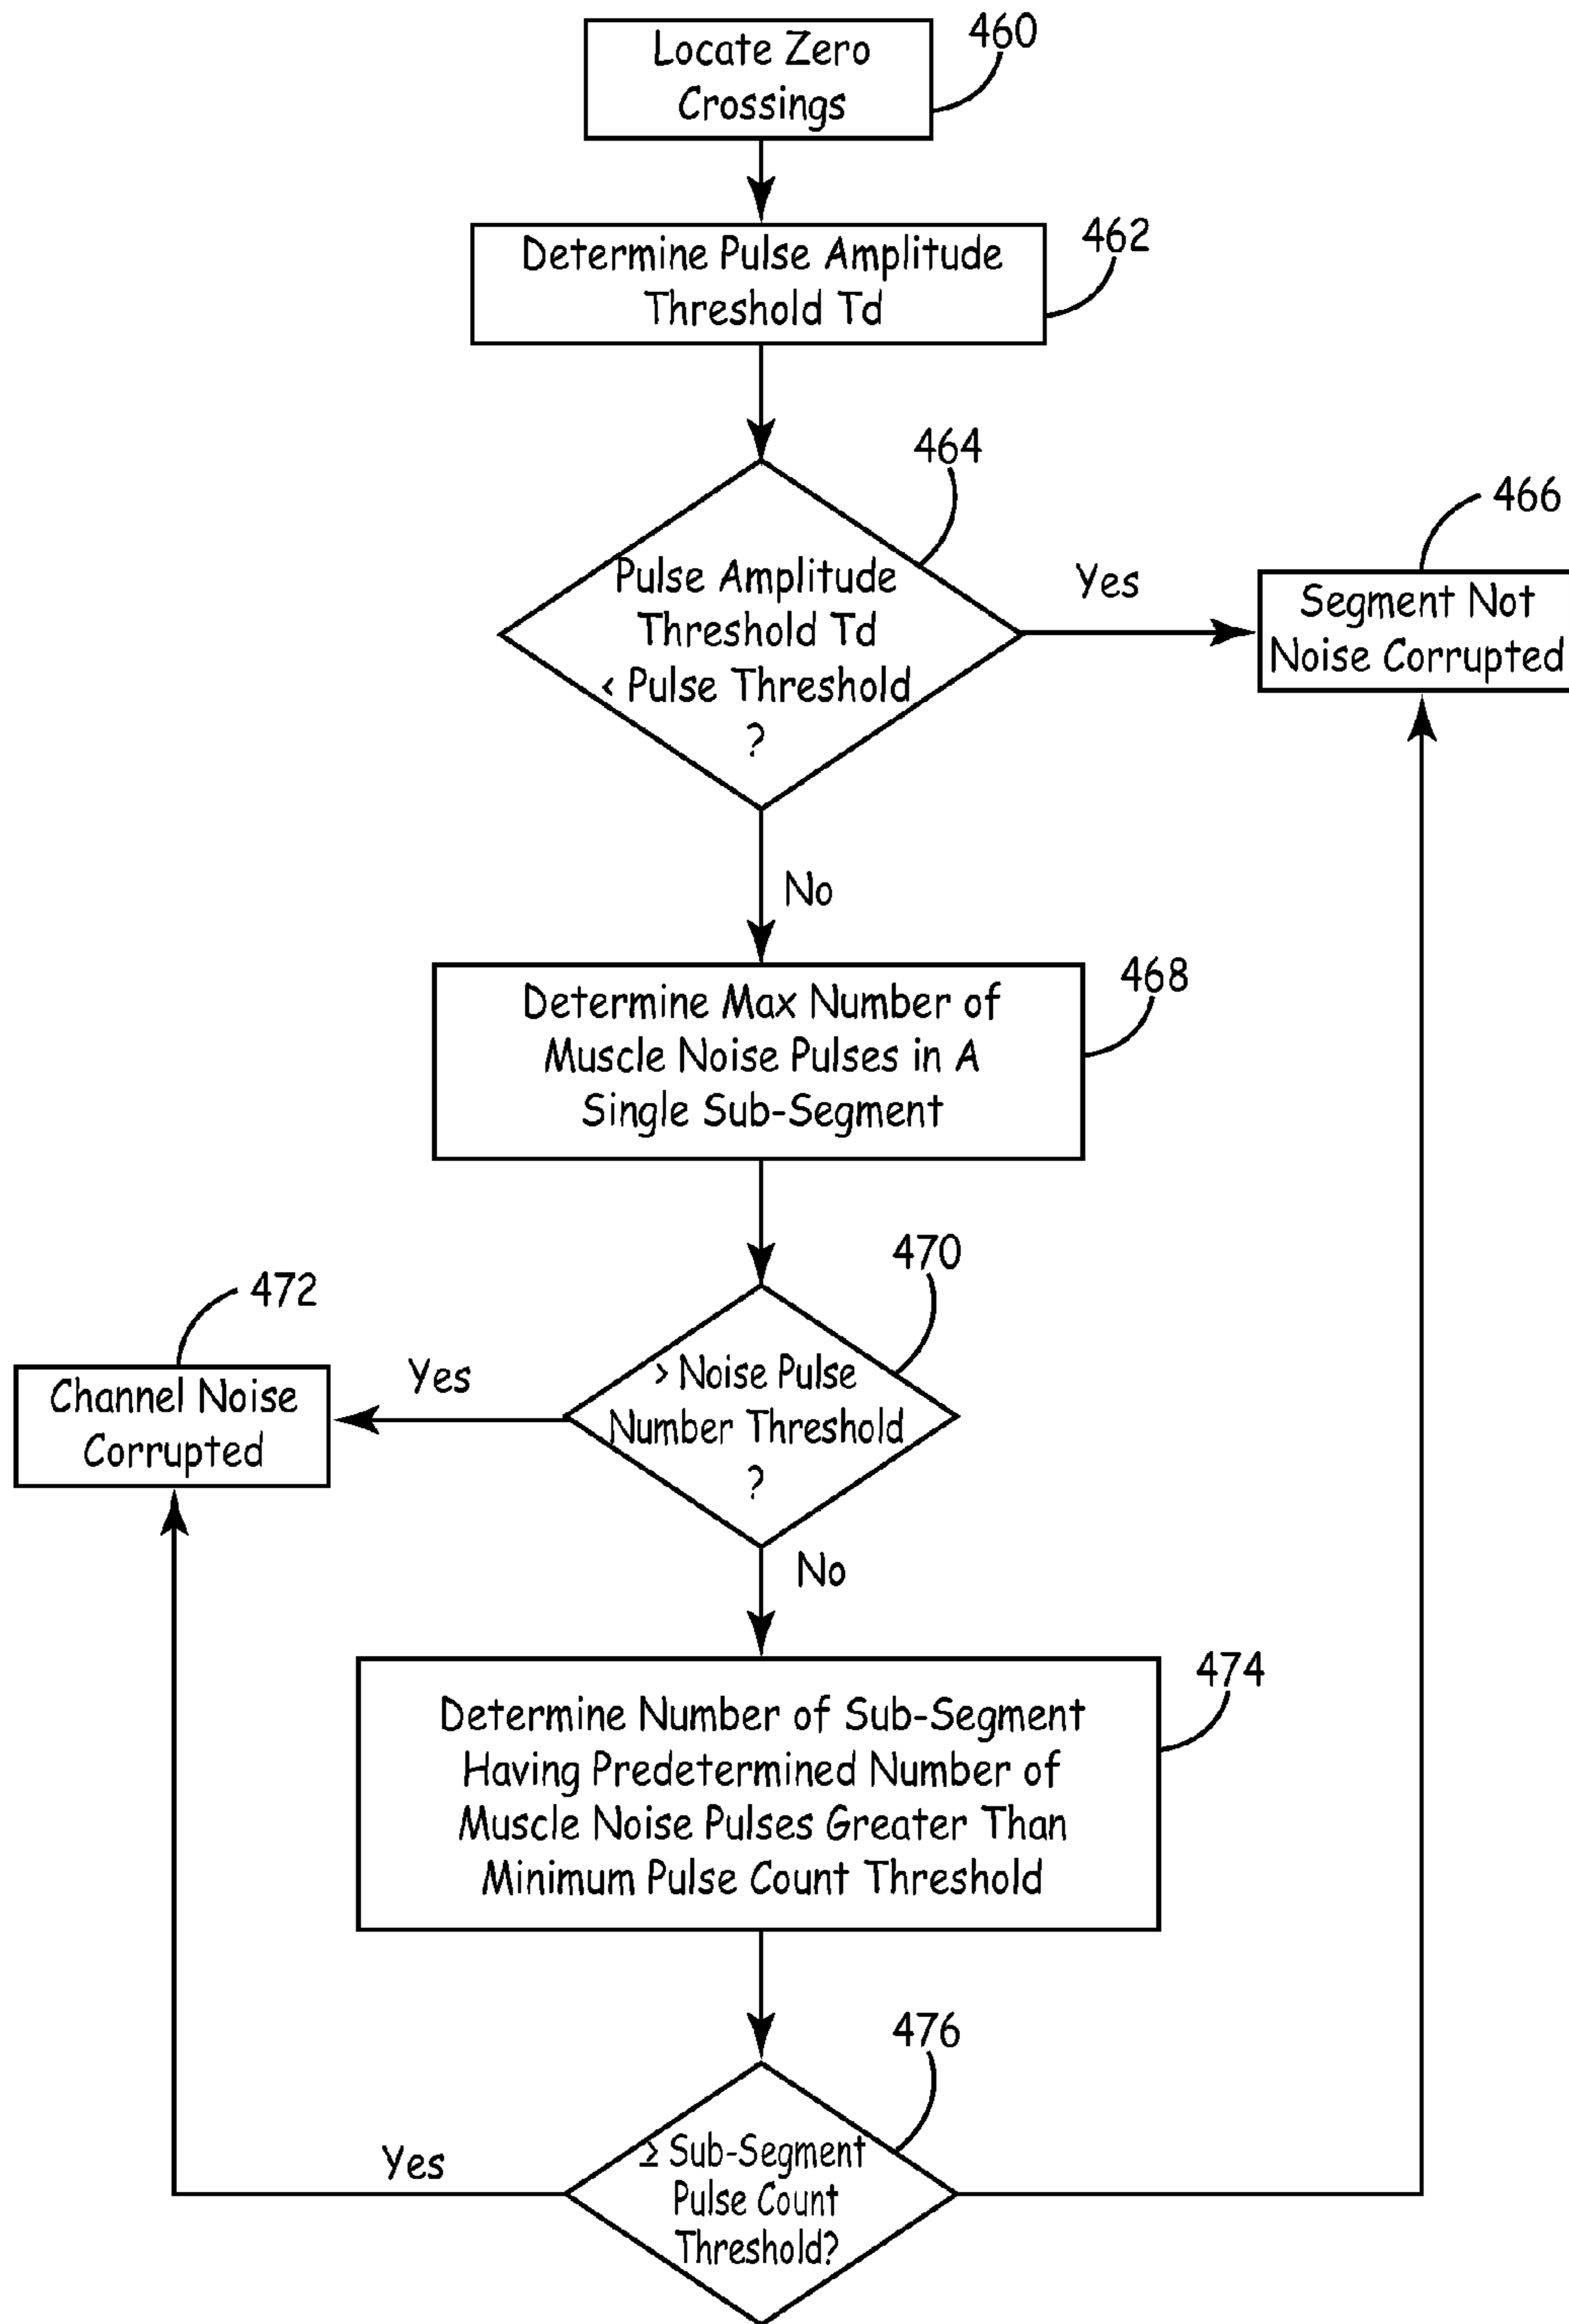 Locate Zero
Crossings
460
Determine Pulse Amplitude
Threshold Td
462
464
Pulse Amplitude
Threshold Td
< Pulse Threshold
?
Yes
466
Segment Not
Noise Corrupted
No
Determine Max Number of
Muscle Noise Pulses in A
Single Sub-Segment
468
470
> Noise Pulse
Number Threshold
?
Yes
472
Channel Noise
Corrupted
No
Determine Number of Sub-Segment
Having Predetermined Number of
Muscle Noise Pulses Greater Than
Minimum Pulse Count Threshold
474
476
≥ Sub-Segment
Pulse Count
Threshold?
Yes